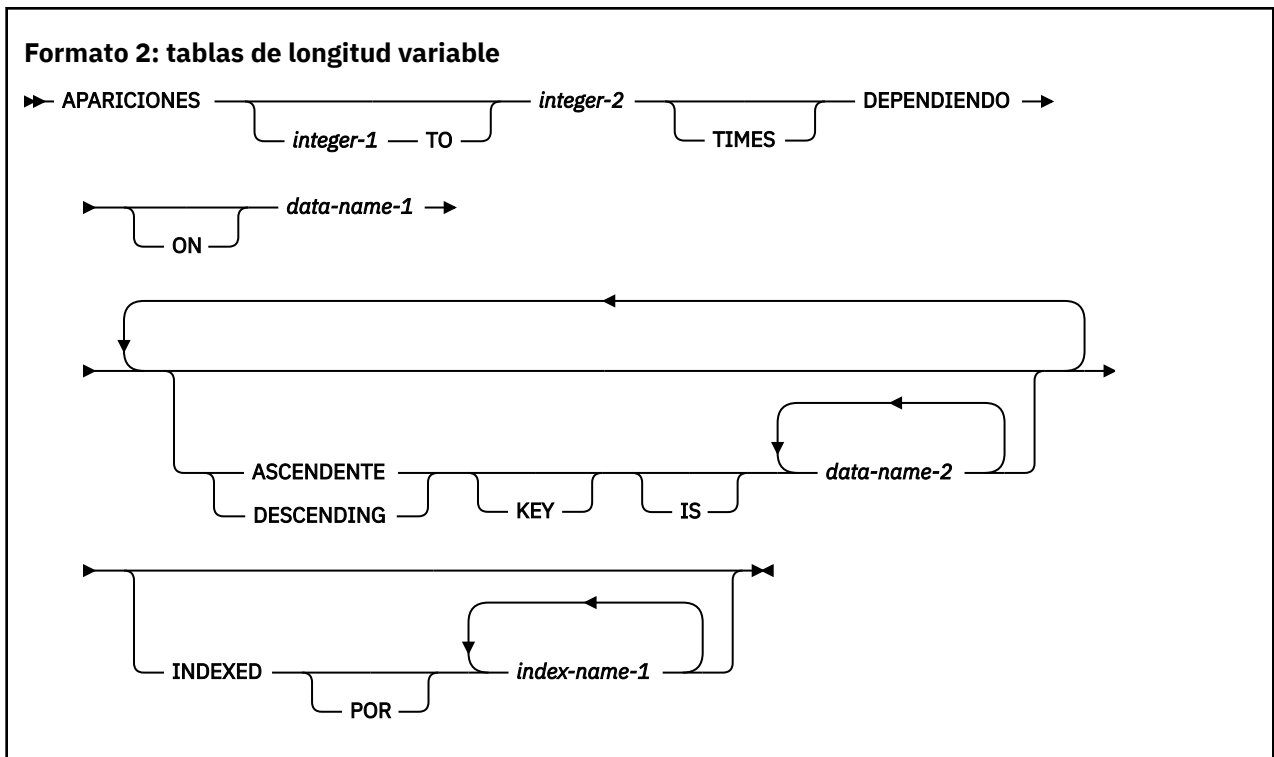 Formato 2: tablas de longitud variable
APARICIONES integer-2 DEPENDIENDO
integer-1 TO TIMES
data-name-1
ON
ASCENDENTE data-name-2
DESCENDING KEY IS
INDEXED index-name-1
POR